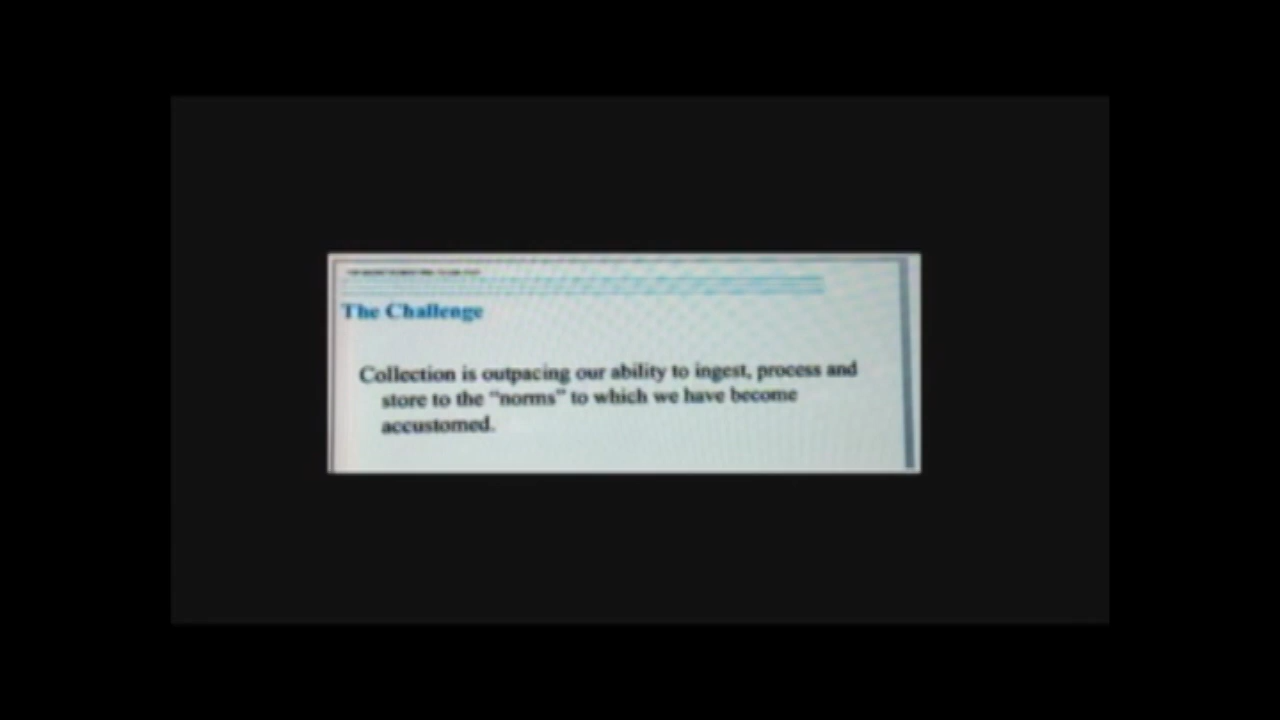 The Challenge
Collection is outpacing our ability to ingest, process and
store to the “norms” to which we have become
accustomed.